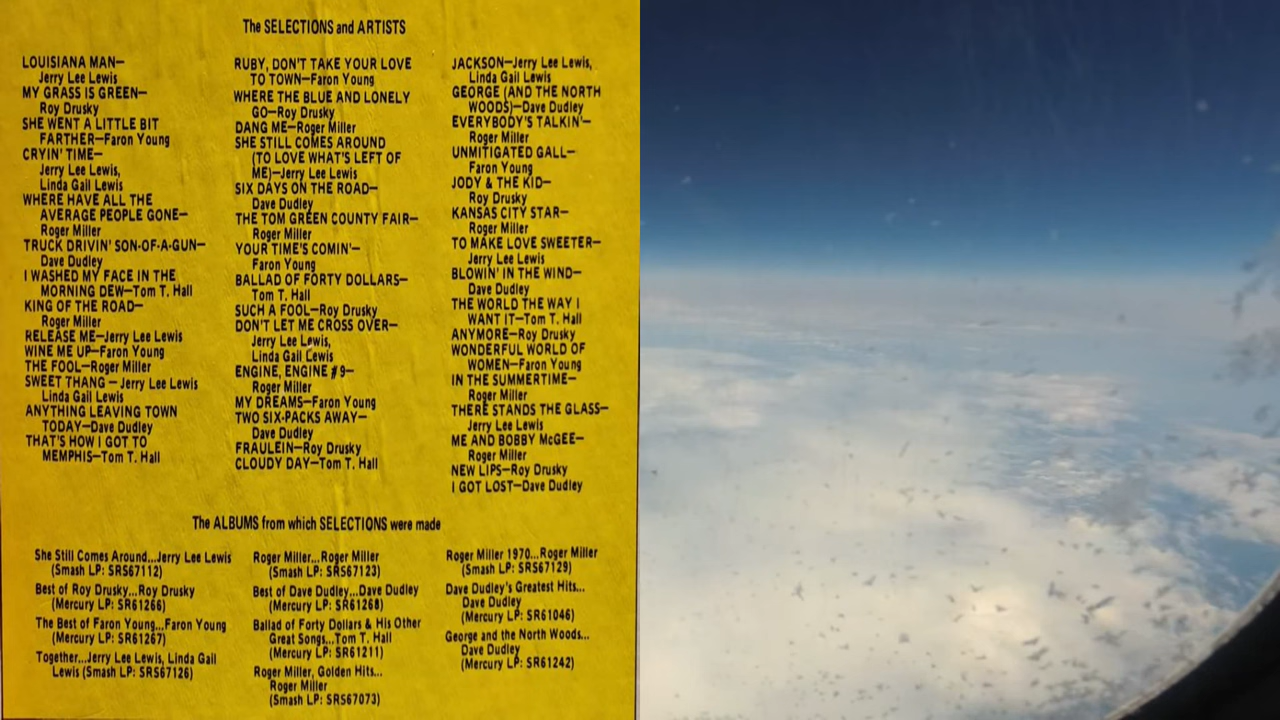 The SELECTIONS and ARTISTS
LOUISIANA MAN—
Jerry Lee Lewis
MY GRASS IS GREEN—
Roy Drusky
SHE WENT A LITTLE BIT
FARTHER—Faron Young
CRYIN' TIME—
Jerry Lee Lewis,
Linda Gail Lewis
WHERE HAVE ALL THE
AVERAGE PEOPLE GONE—
Roger Miller
TRUCK DRIVIN' SON-OF-A-GUN—
Dave Dudley
I WASHED MY FACE IN THE
MORNING DEW—Tom T. Hall
KING OF THE ROAD—
Roger Miller
RELEASE ME—Jerry Lee Lewis
WINE ME UP—Faron Young
THE FOOL—Roger Miller
SWEET THANG — Jerry Lee Lewis
Linda Gail Lewis
ANYTHING LEAVING TOWN
TODAY—Dave Dudley
THAT'S HOW I GOT TO
MEMPHIS—Tom T. Hall
RUBY, DON'T TAKE YOUR LOVE
TO TOWN—Faron Young
WHERE THE BLUE AND LONELY
GO—Roy Drusky
DANG ME—Roger Miller
SHE STILL COMES AROUND
(TO LOVE WHAT'S LEFT OF
ME)—Jerry Lee Lewis
SIX DAYS ON THE ROAD—
Dave Dudley
THE TOM GREEN COUNTY FAIR—
Roger Miller
YOUR TIME'S COMIN'—
Faron Young
BALLAD OF FORTY DOLLARS—
Tom T. Hall
SUCH A FOOL—Roy Drusky
DON'T LET ME CROSS OVER—
Jerry Lee Lewis,
Linda Gail Lewis
ENGINE, ENGINE #9—
Roger Miller
MY DREAMS—Faron Young
TWO SIX-PACKS AWAY—
Dave Dudley
FRAULEIN—Roy Drusky
CLOUDY DAY—Tom T. Hall
JACKSON—Jerry Lee Lewis,
Linda Gail Lewis
GEORGE (AND THE NORTH
WOODS)—Dave Dudley
EVERYBODY'S TALKIN'—
Roger Miller
UNMITIGATED GALL—
Faron Young
JODY & THE KID—
Roy Drusky
KANSAS CITY STAR—
Roger Miller
TO MAKE LOVE SWEETER—
Jerry Lee Lewis
BLOWIN' IN THE WIND—
Dave Dudley
THE WORLD THE WAY I
WANT IT—Tom T. Hall
ANYMORE—Roy Drusky
WONDERFUL WORLD OF
WOMEN—Faron Young
IN THE SUMMERTIME—
Roger Miller
THERE STANDS THE GLASS—
Jerry Lee Lewis
ME AND BOBBY McGEE—
Roger Miller
NEW LIPS—Roy Drusky
I GOT LOST—Dave Dudley
The ALBUMS from which SELECTIONS were made
She Still Comes Around...Jerry Lee Lewis
(Smash LP: SRS67112)
Best of Roy Drusky...Roy Drusky
(Mercury LP: SR61266)
The Best of Faron Young...Faron Young
(Mercury LP: SR61267)
Together...Jerry Lee Lewis, Linda Gail
Lewis (Smash LP: SRS67126)
Roger Miller...Roger Miller
(Smash LP: SRS67123)
Best of Dave Dudley...Dave Dudley
(Mercury LP: SR61268)
Ballad of Forty Dollars & His Other
Great Songs...Tom T. Hall
(Mercury LP: SR61211)
Roger Miller, Golden Hits...
Roger Miller
(Smash LP: SRS67073)
Roger Miller 1970...Roger Miller
(Smash LP: SRS67129)
Dave Dudley's Greatest Hits...
Dave Dudley
(Mercury LP: SR61046)
George and the North Woods...
Dave Dudley
(Mercury LP: SR61242)